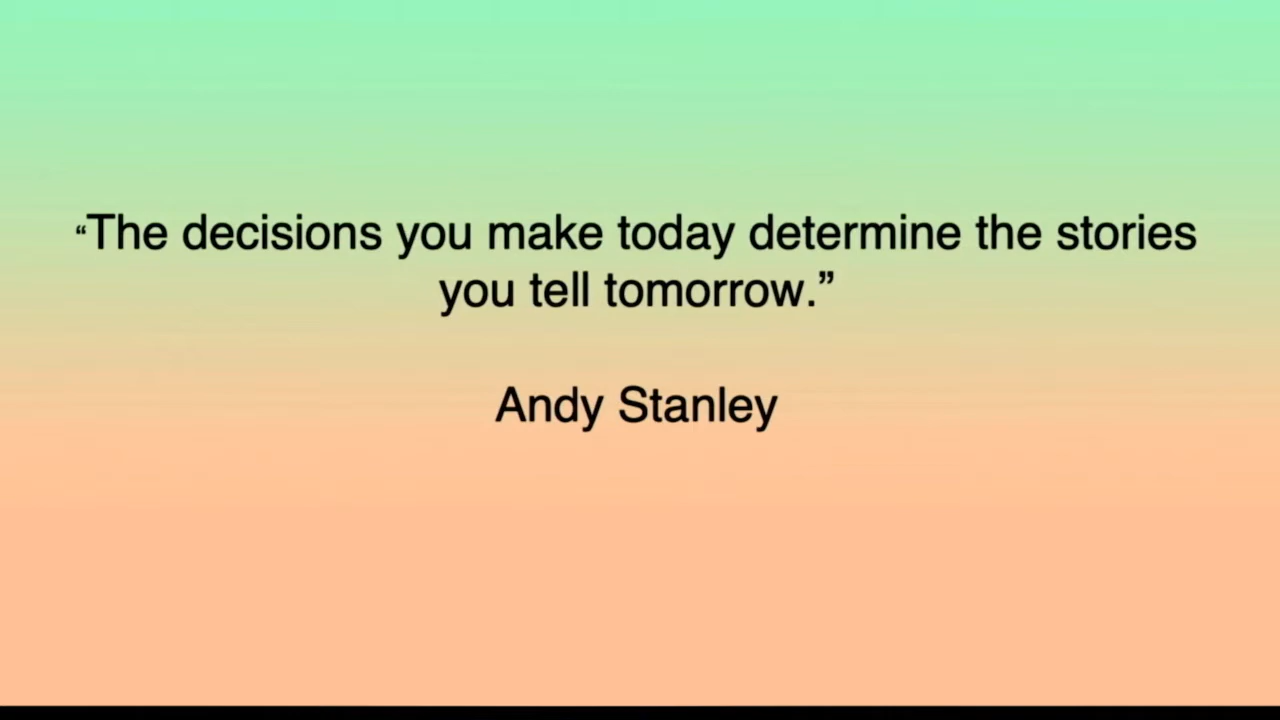 “The decisions you make today determine the stories
you tell tomorrow.”
Andy Stanley